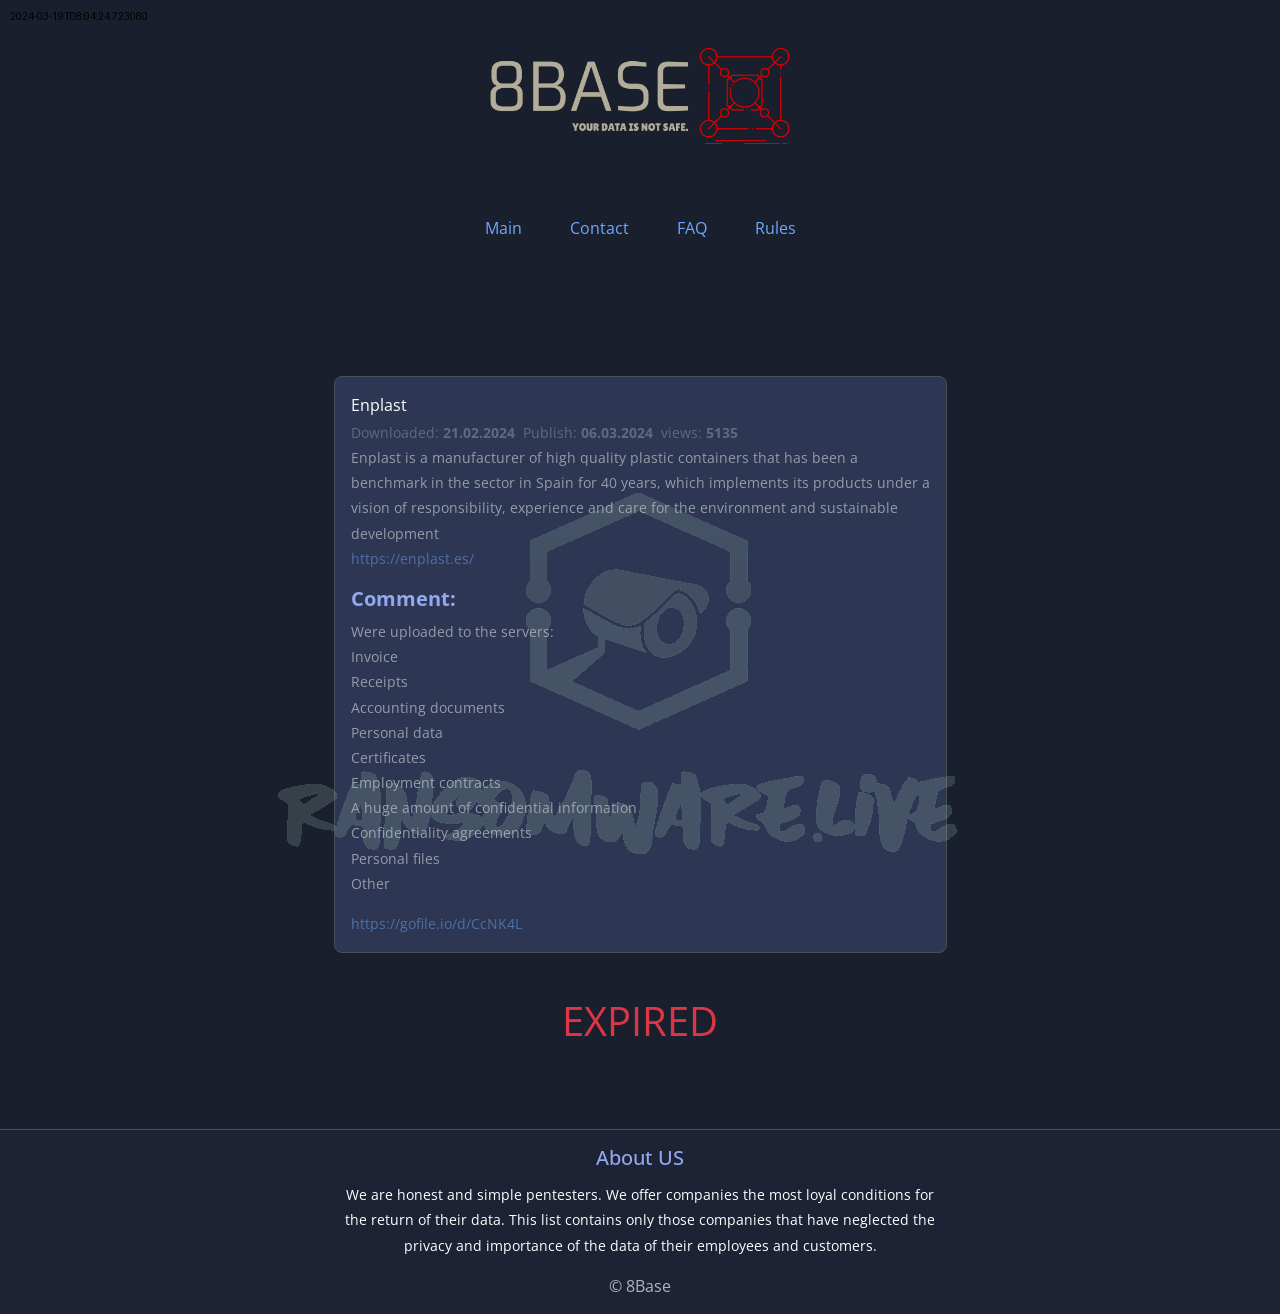 2024-03-19T08:04:24.723080
8BASE
YOUR DATA IS NOT SAFE.
Main Contact FAQ Rules
Enplast
Downloaded: 21.02.2024 Publish: 06.03.2024 views: 5135
Enplast is a manufacturer of high quality plastic containers that has been a
benchmark in the sector in Spain for 40 years, which implements its products under a
vision of responsibility, experience and care for the environment and sustainable
development
https://enplast.es/
Comment:
Were uploaded to the servers:
Invoice
Receipts
Accounting documents
Personal data
Certificates
Employment contracts
A huge amount of confidential information
Confidentiality agreements
Personal files
Other
RANSOMWARE.LIVE
https://gofile.io/d/CcNK4L
EXPIRED
About US
We are honest and simple pentesters. We offer companies the most loyal conditions for
the return of their data. This list contains only those companies that have neglected the
privacy and importance of the data of their employees and customers.
© 8Base